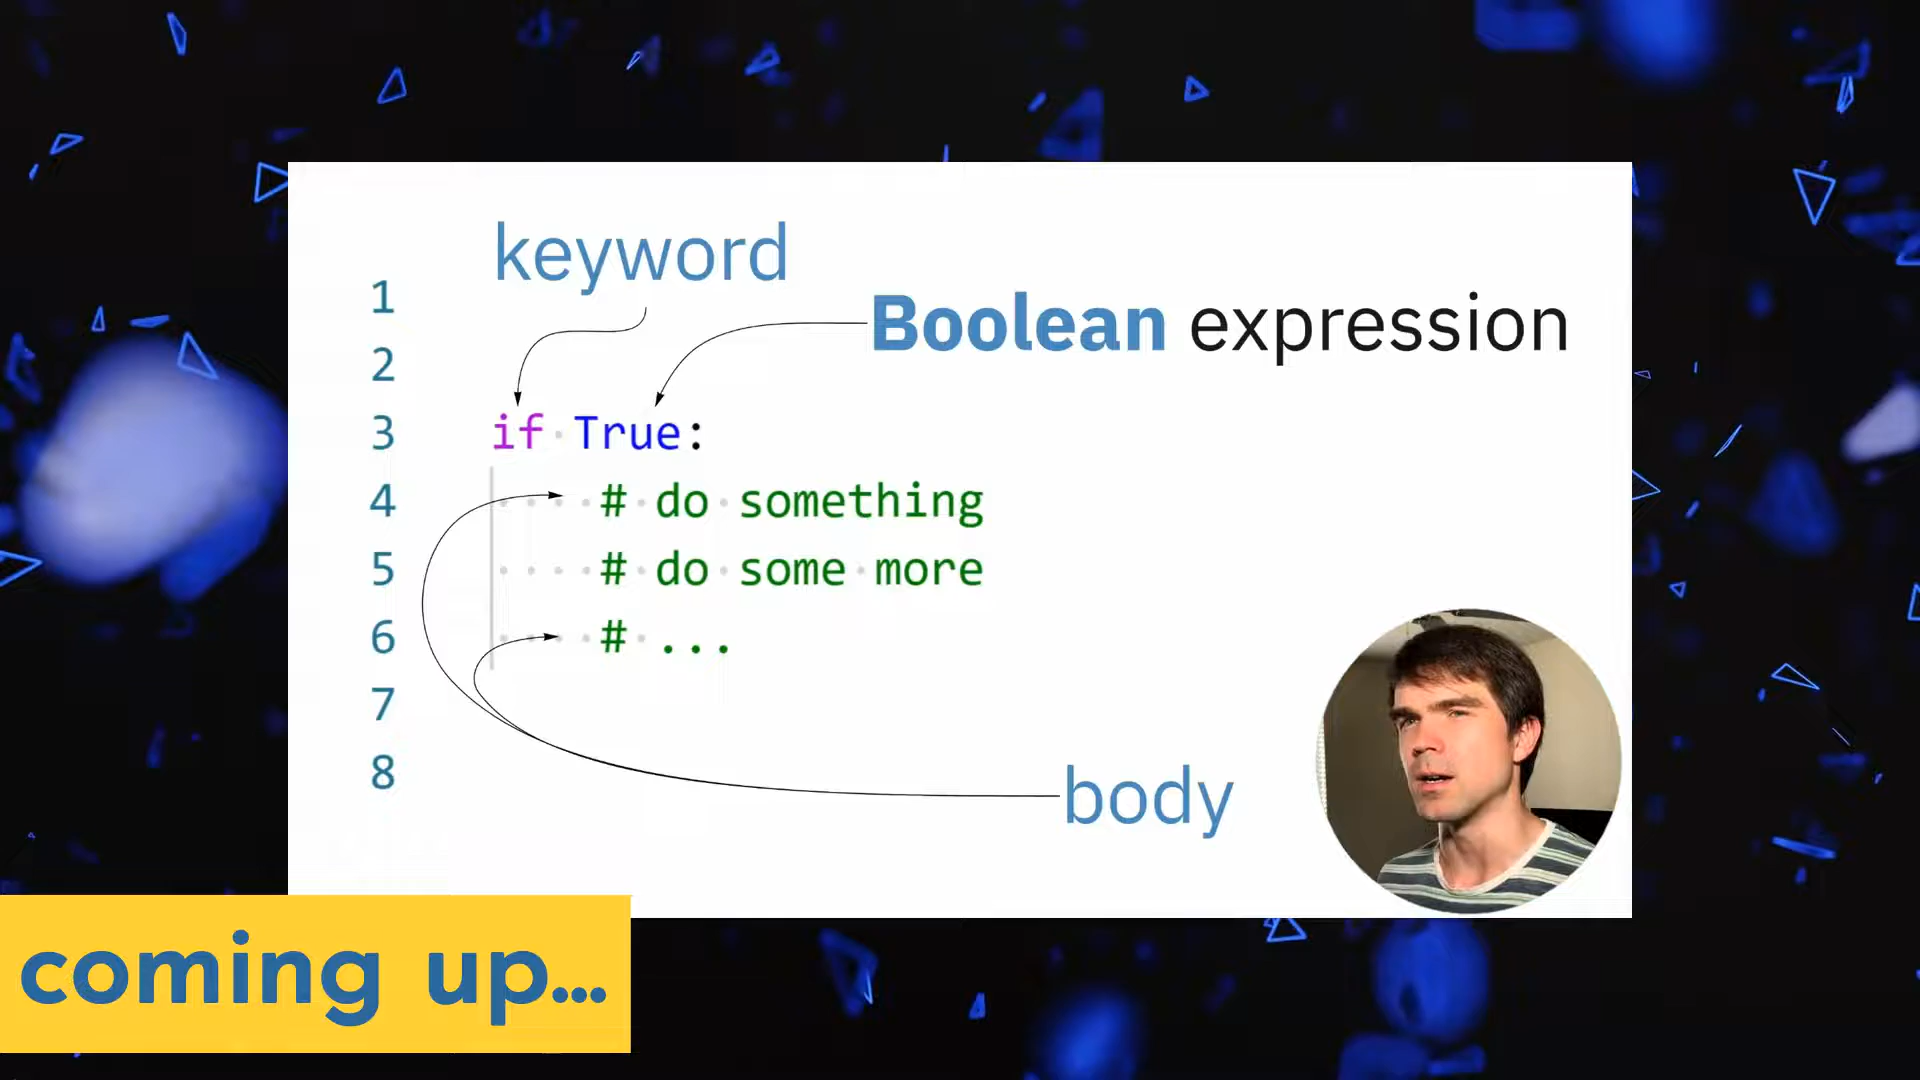 keyword
Boolean expression
1
2
3 if True:
4 # do something
5 # do some more
6 # ...
7
8
body
coming up...